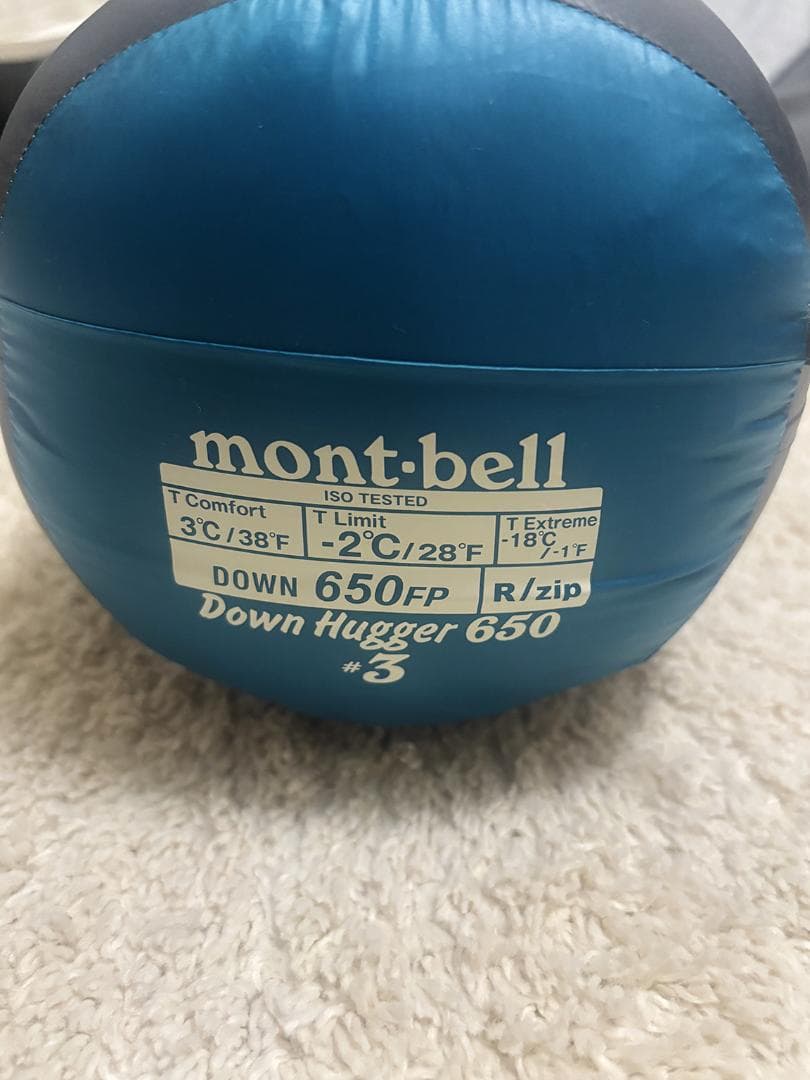 mont-bell
ISO TESTED
T Comfort T Limit T Extreme
3°C/38°F -2°C/28°F -18°C/-1°F
DOWN 650FP R/zip
Down Hugger 650
#3